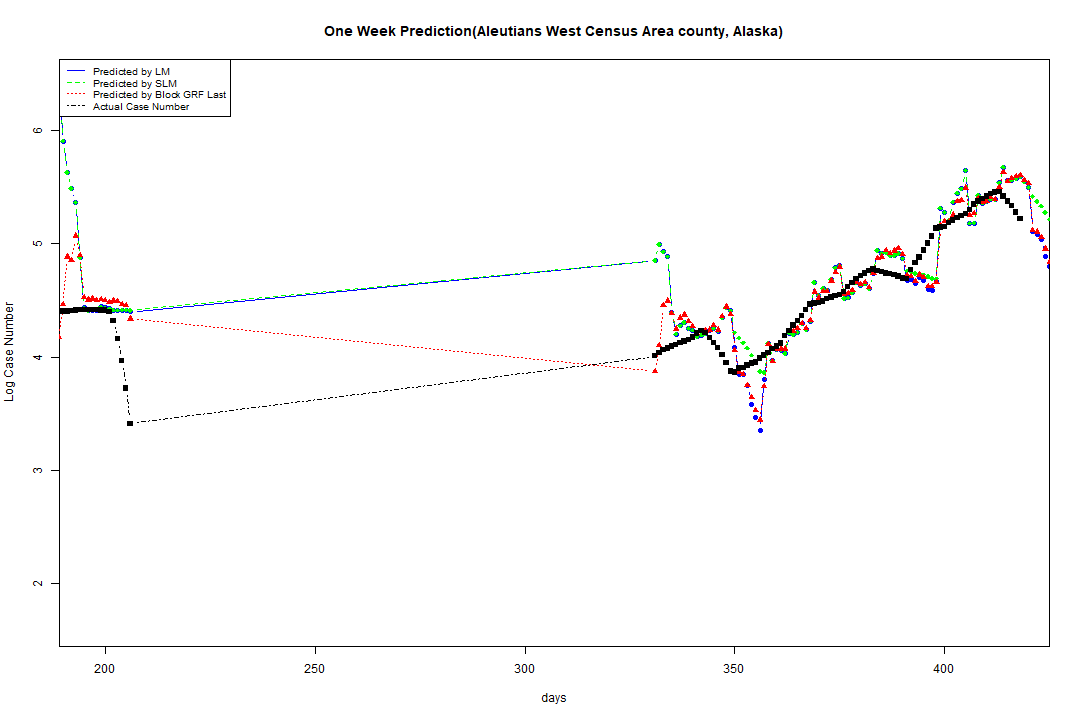 One Week Prediction(Aleutians West Census Area county, Alaska)
Predicted by LM
Predicted by SLM
Predicted by Block GRF Last
Actual Case Number
Log Case Number
6
5
4
3
2
200 250 300 350 400
days